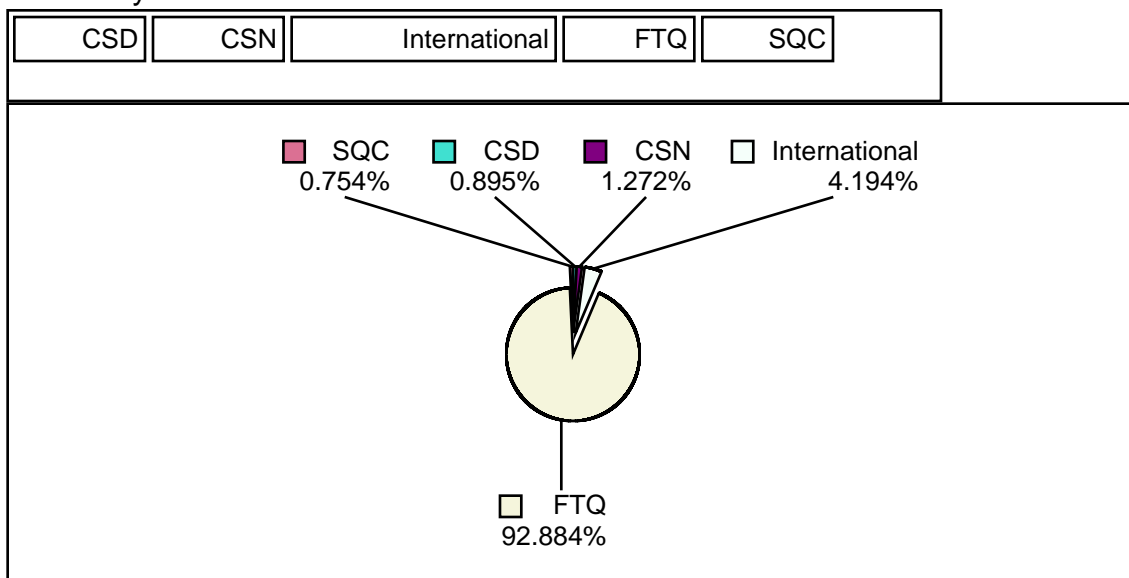 CSD CSN International FTQ SQC
SQC CSD CSN International
0.754% 0.895% 1.272% 4.194%
FTQ
92.884%